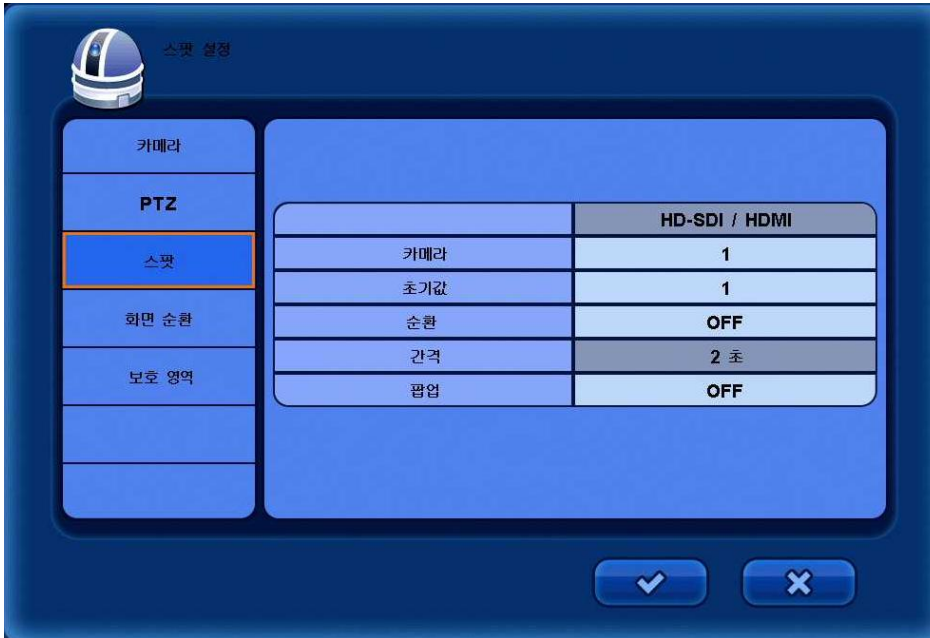 스팟 설정
카메라
PTZ
스팟
화면 순환
보호 영역
HD-SDI / HDMI
카메라 1
초기값 1
순환 OFF
간격 2 초
팝업 OFF